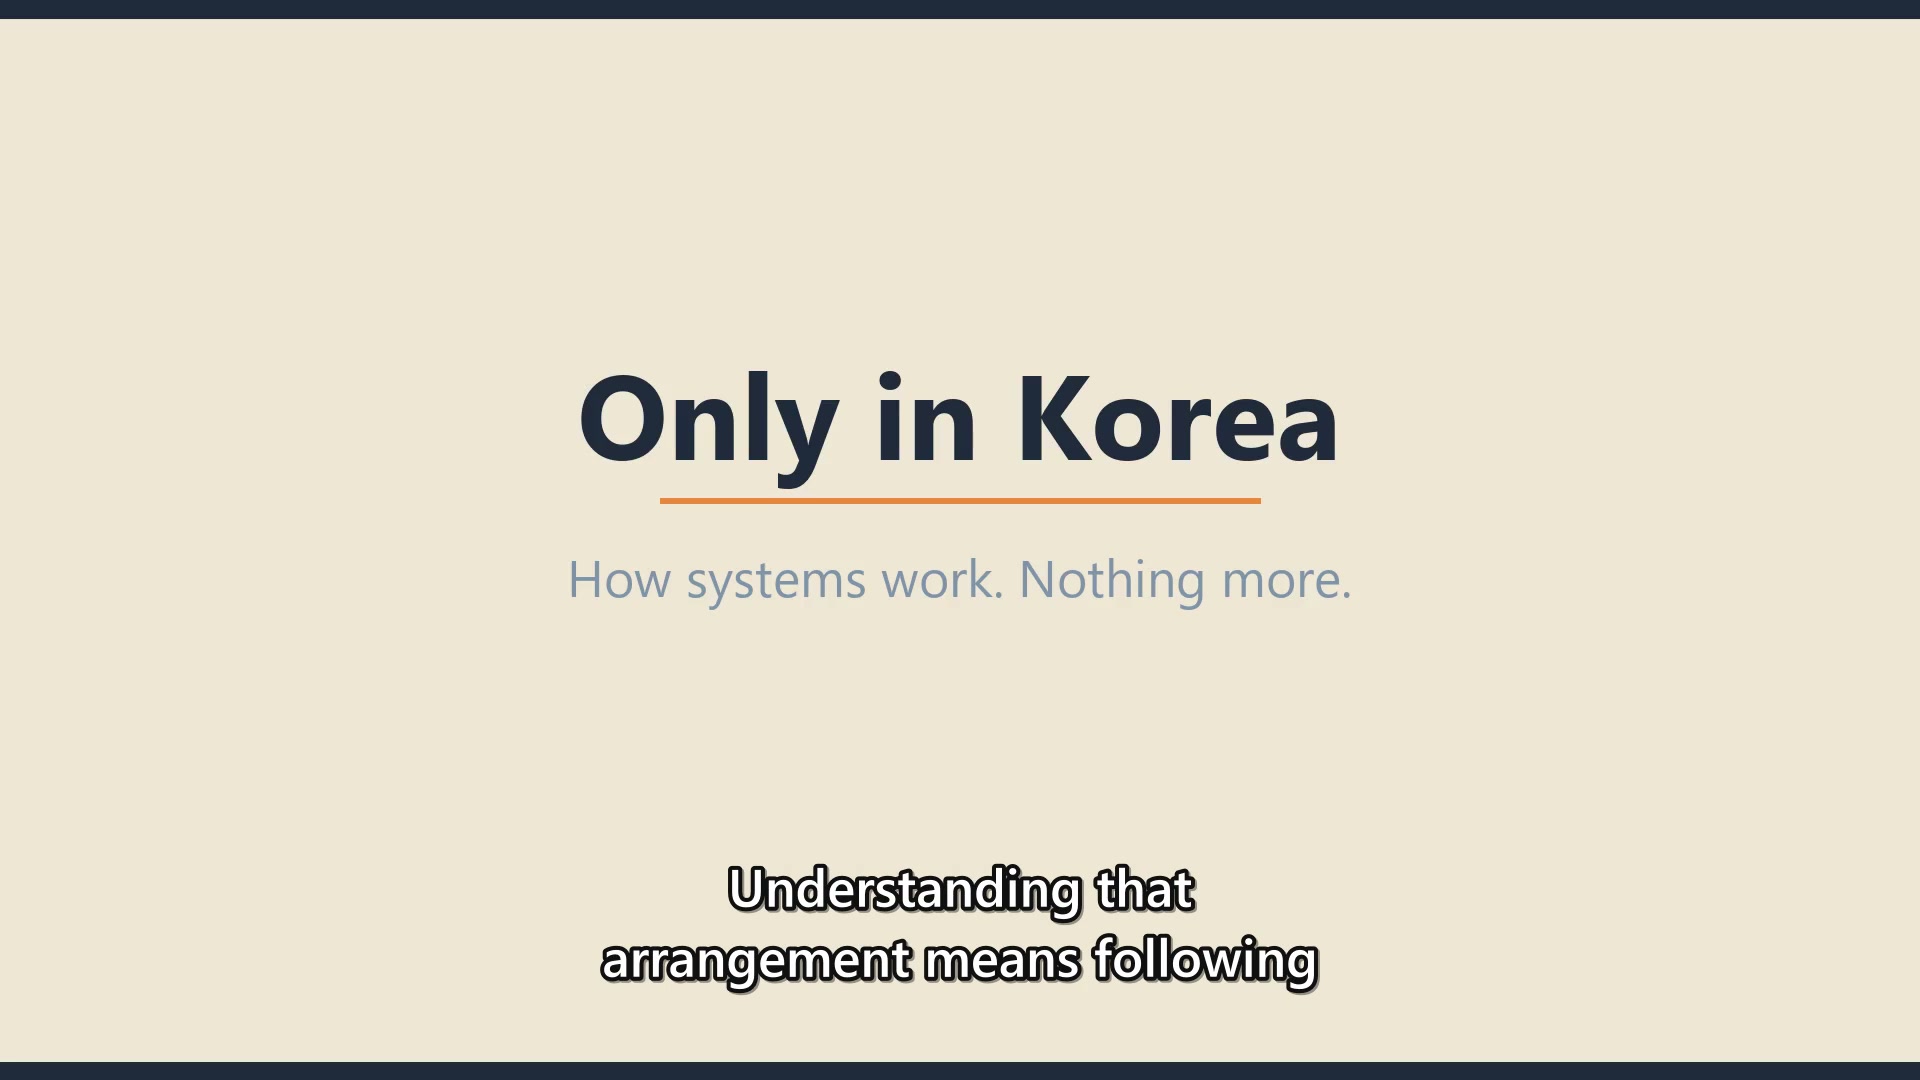 Only in Korea
How systems work. Nothing more.
Understanding that
arrangement means following